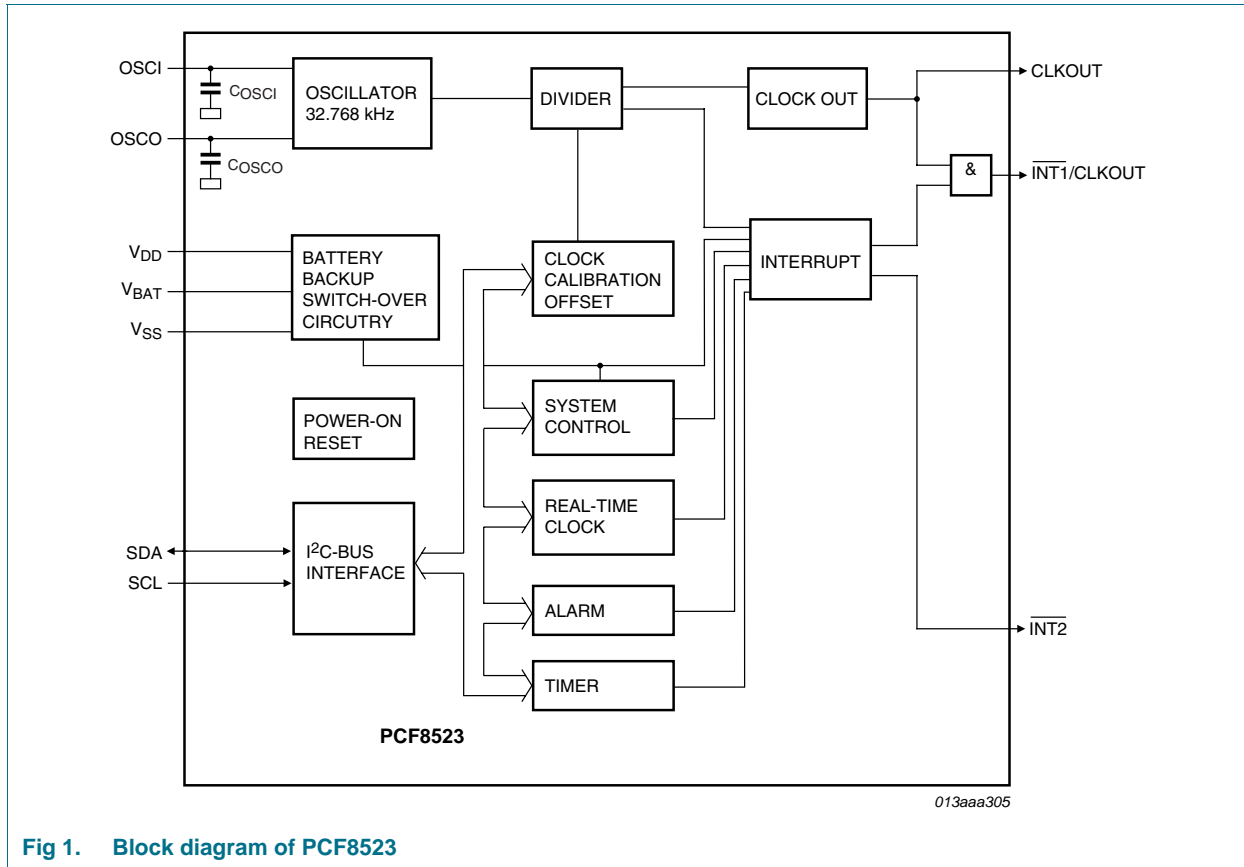 OSCI
COSCI
OSCO
COSCO
OSCILLATOR
32.768 kHz
DIVIDER
CLOCK OUT
CLKOUT
&
INT1/CLKOUT
VDD
VBAT
VSS
BATTERY
BACKUP
SWITCH-OVER
CIRCUTRY
CLOCK
CALIBRATION
OFFSET
INTERRUPT
POWER-ON
RESET
SYSTEM
CONTROL
REAL-TIME
CLOCK
SDA
SCL
I2C-BUS
INTERFACE
ALARM
INT2
TIMER
PCF8523
013aaa305
Fig 1. Block diagram of PCF8523